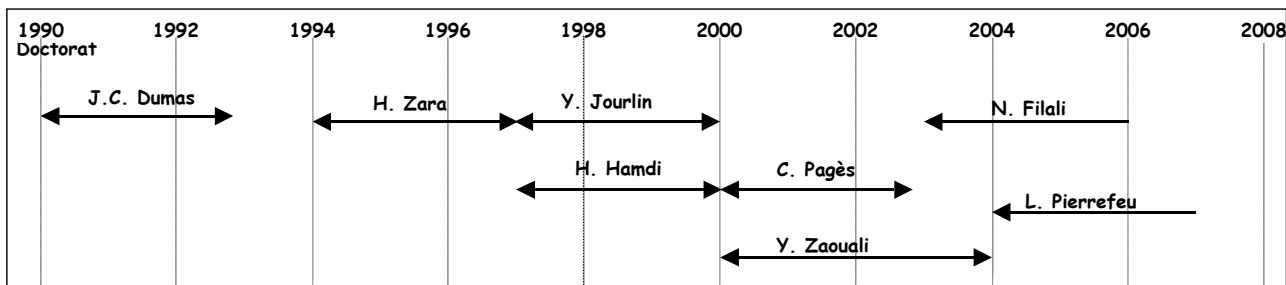 1990 1992 1994 1996 1998 2000 2002 2004 2006 2008
Doctorat
J.C. Dumas
H. Zara
Y. Jourlin
N. Filali
H. Hamdi
C. Pagès
L. Pierrefeu
Y. Zaouali